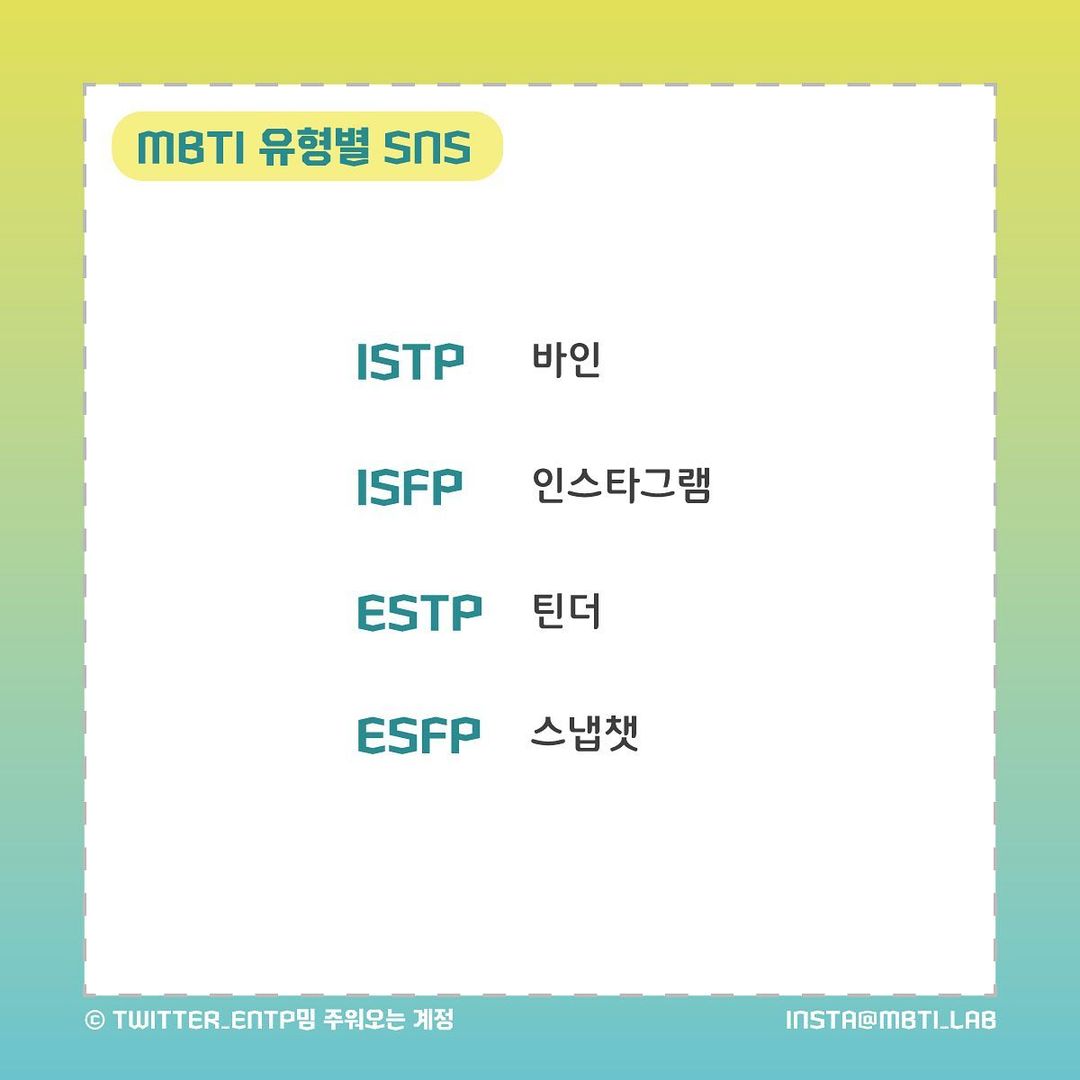 MBTI 유형별 SNS
ISTP 바인
ISFP 인스타그램
ESTP 틴더
ESFP 스냅챗
© TWITTER_ENTP밈 주워오는 계정
INSTA@MBTI_LAB